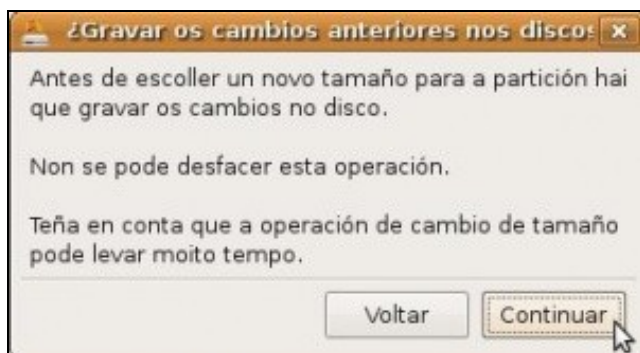 ¿Gravar os cambios anteriores nos discos
Antes de escoller un novo tamaño para a partición hai
que gravar os cambios no disco.
Non se pode desfacer esta operación.
Teña en conta que a operación de cambio de tamaño
pode levar moito tempo.
Voltar Continuar